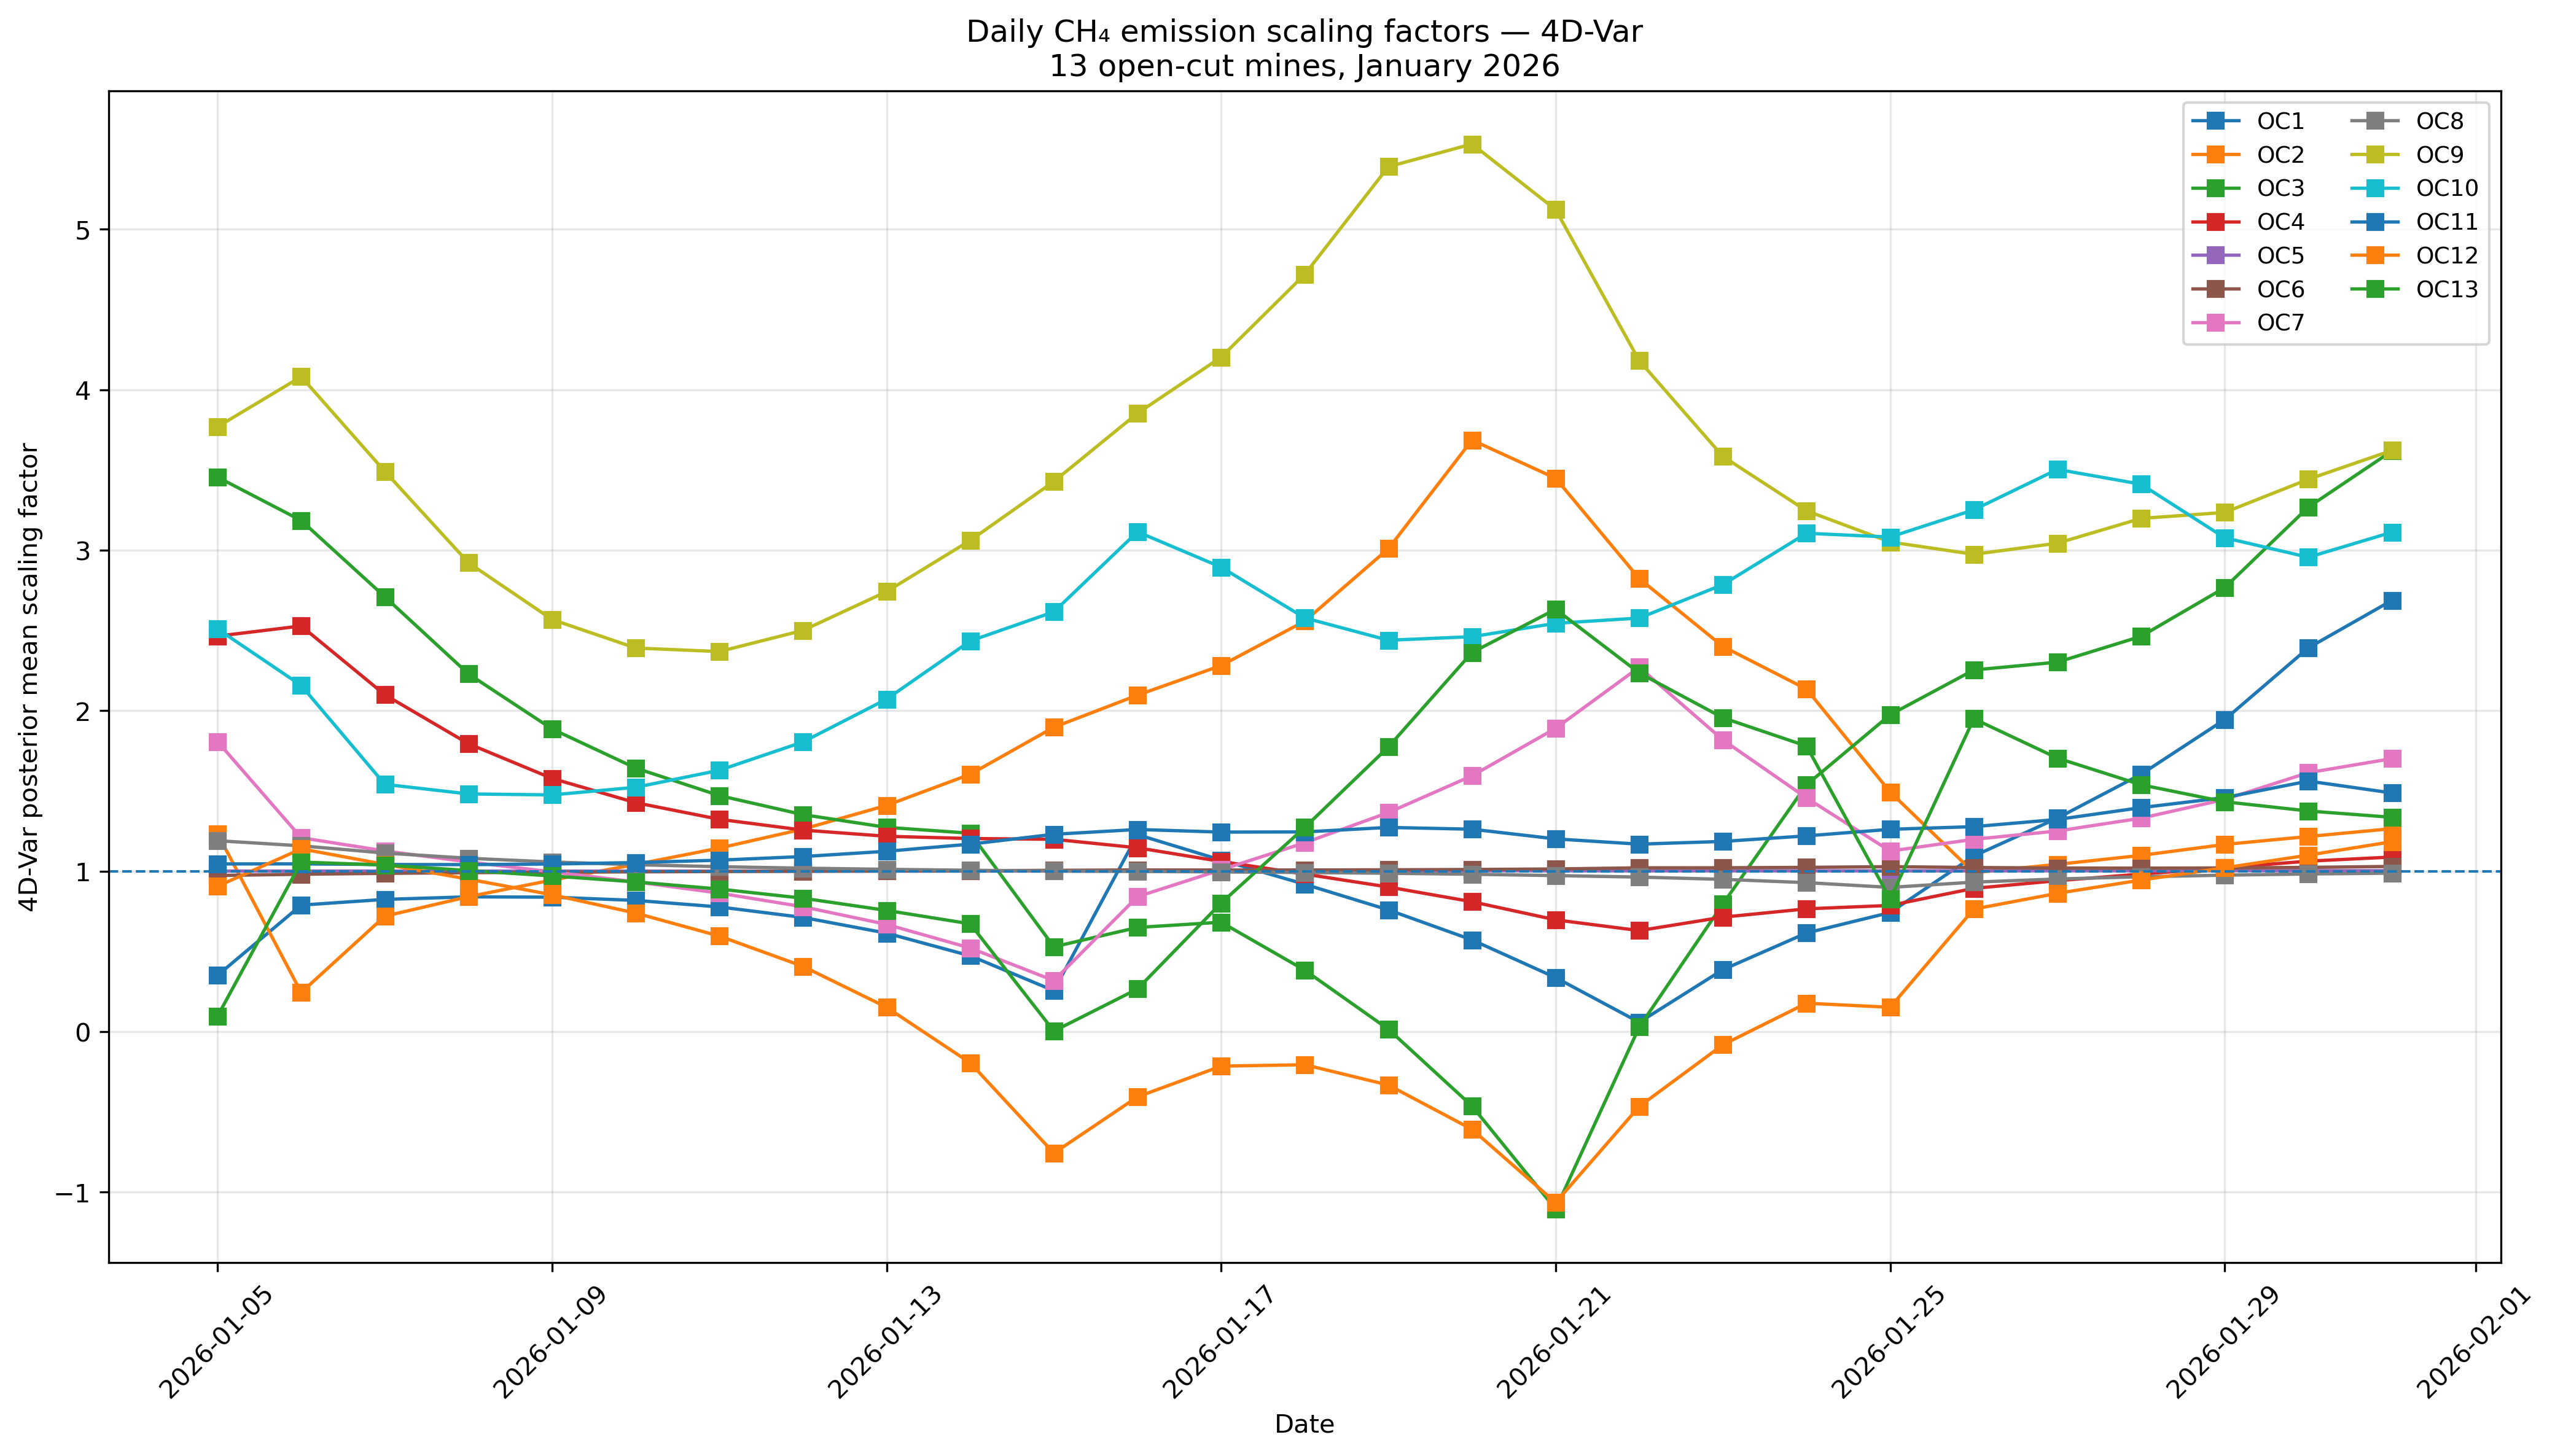 Daily CH₄ emission scaling factors — 4D-Var
13 open-cut mines, January 2026
4D-Var posterior mean scaling factor
5
4
3
2
1
0
−1
OC1
OC2
OC3
OC4
OC5
OC6
OC7
OC8
OC9
OC10
OC11
OC12
OC13
2026-01-05
2026-01-09
2026-01-13
2026-01-17
2026-01-21
2026-01-25
2026-01-29
2026-02-01
Date